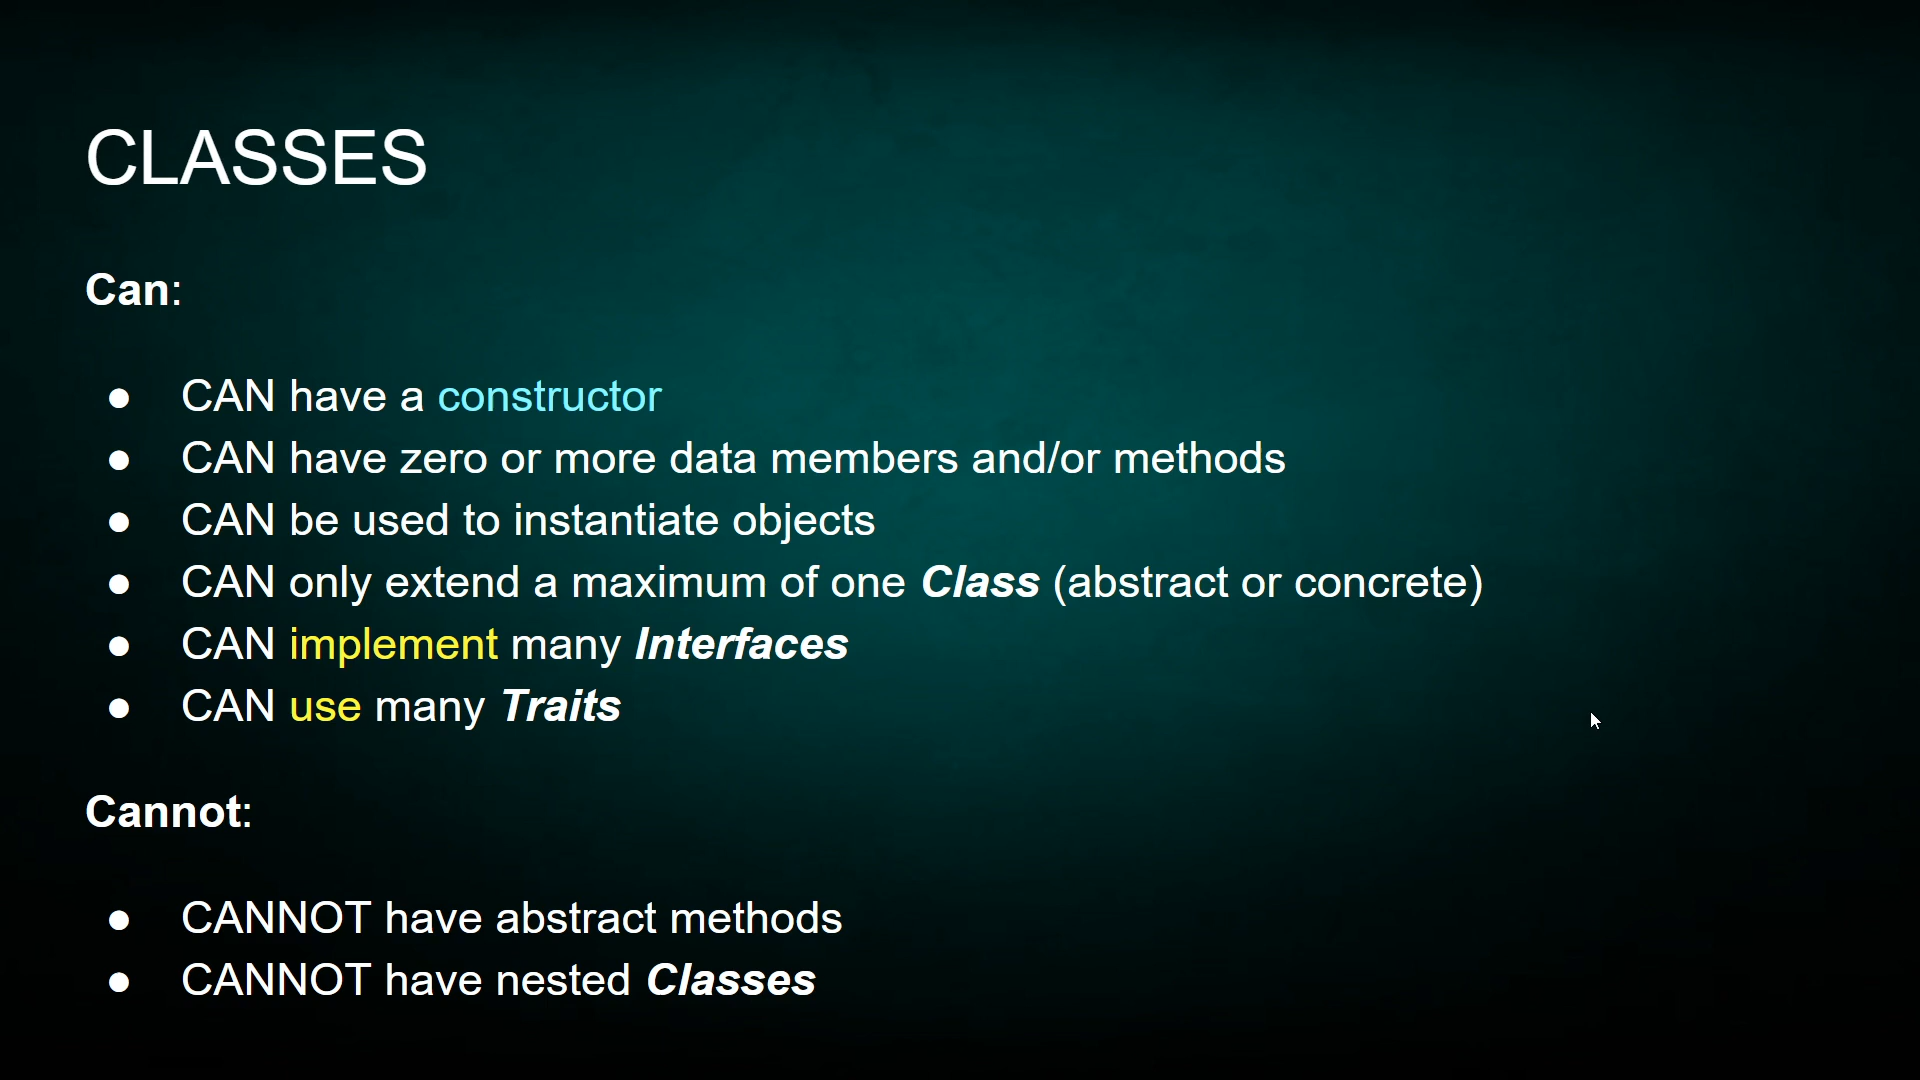 CLASSES
Can:
● CAN have a constructor
● CAN have zero or more data members and/or methods
● CAN be used to instantiate objects
● CAN only extend a maximum of one Class (abstract or concrete)
● CAN implement many Interfaces
● CAN use many Traits
Cannot:
● CANNOT have abstract methods
● CANNOT have nested Classes